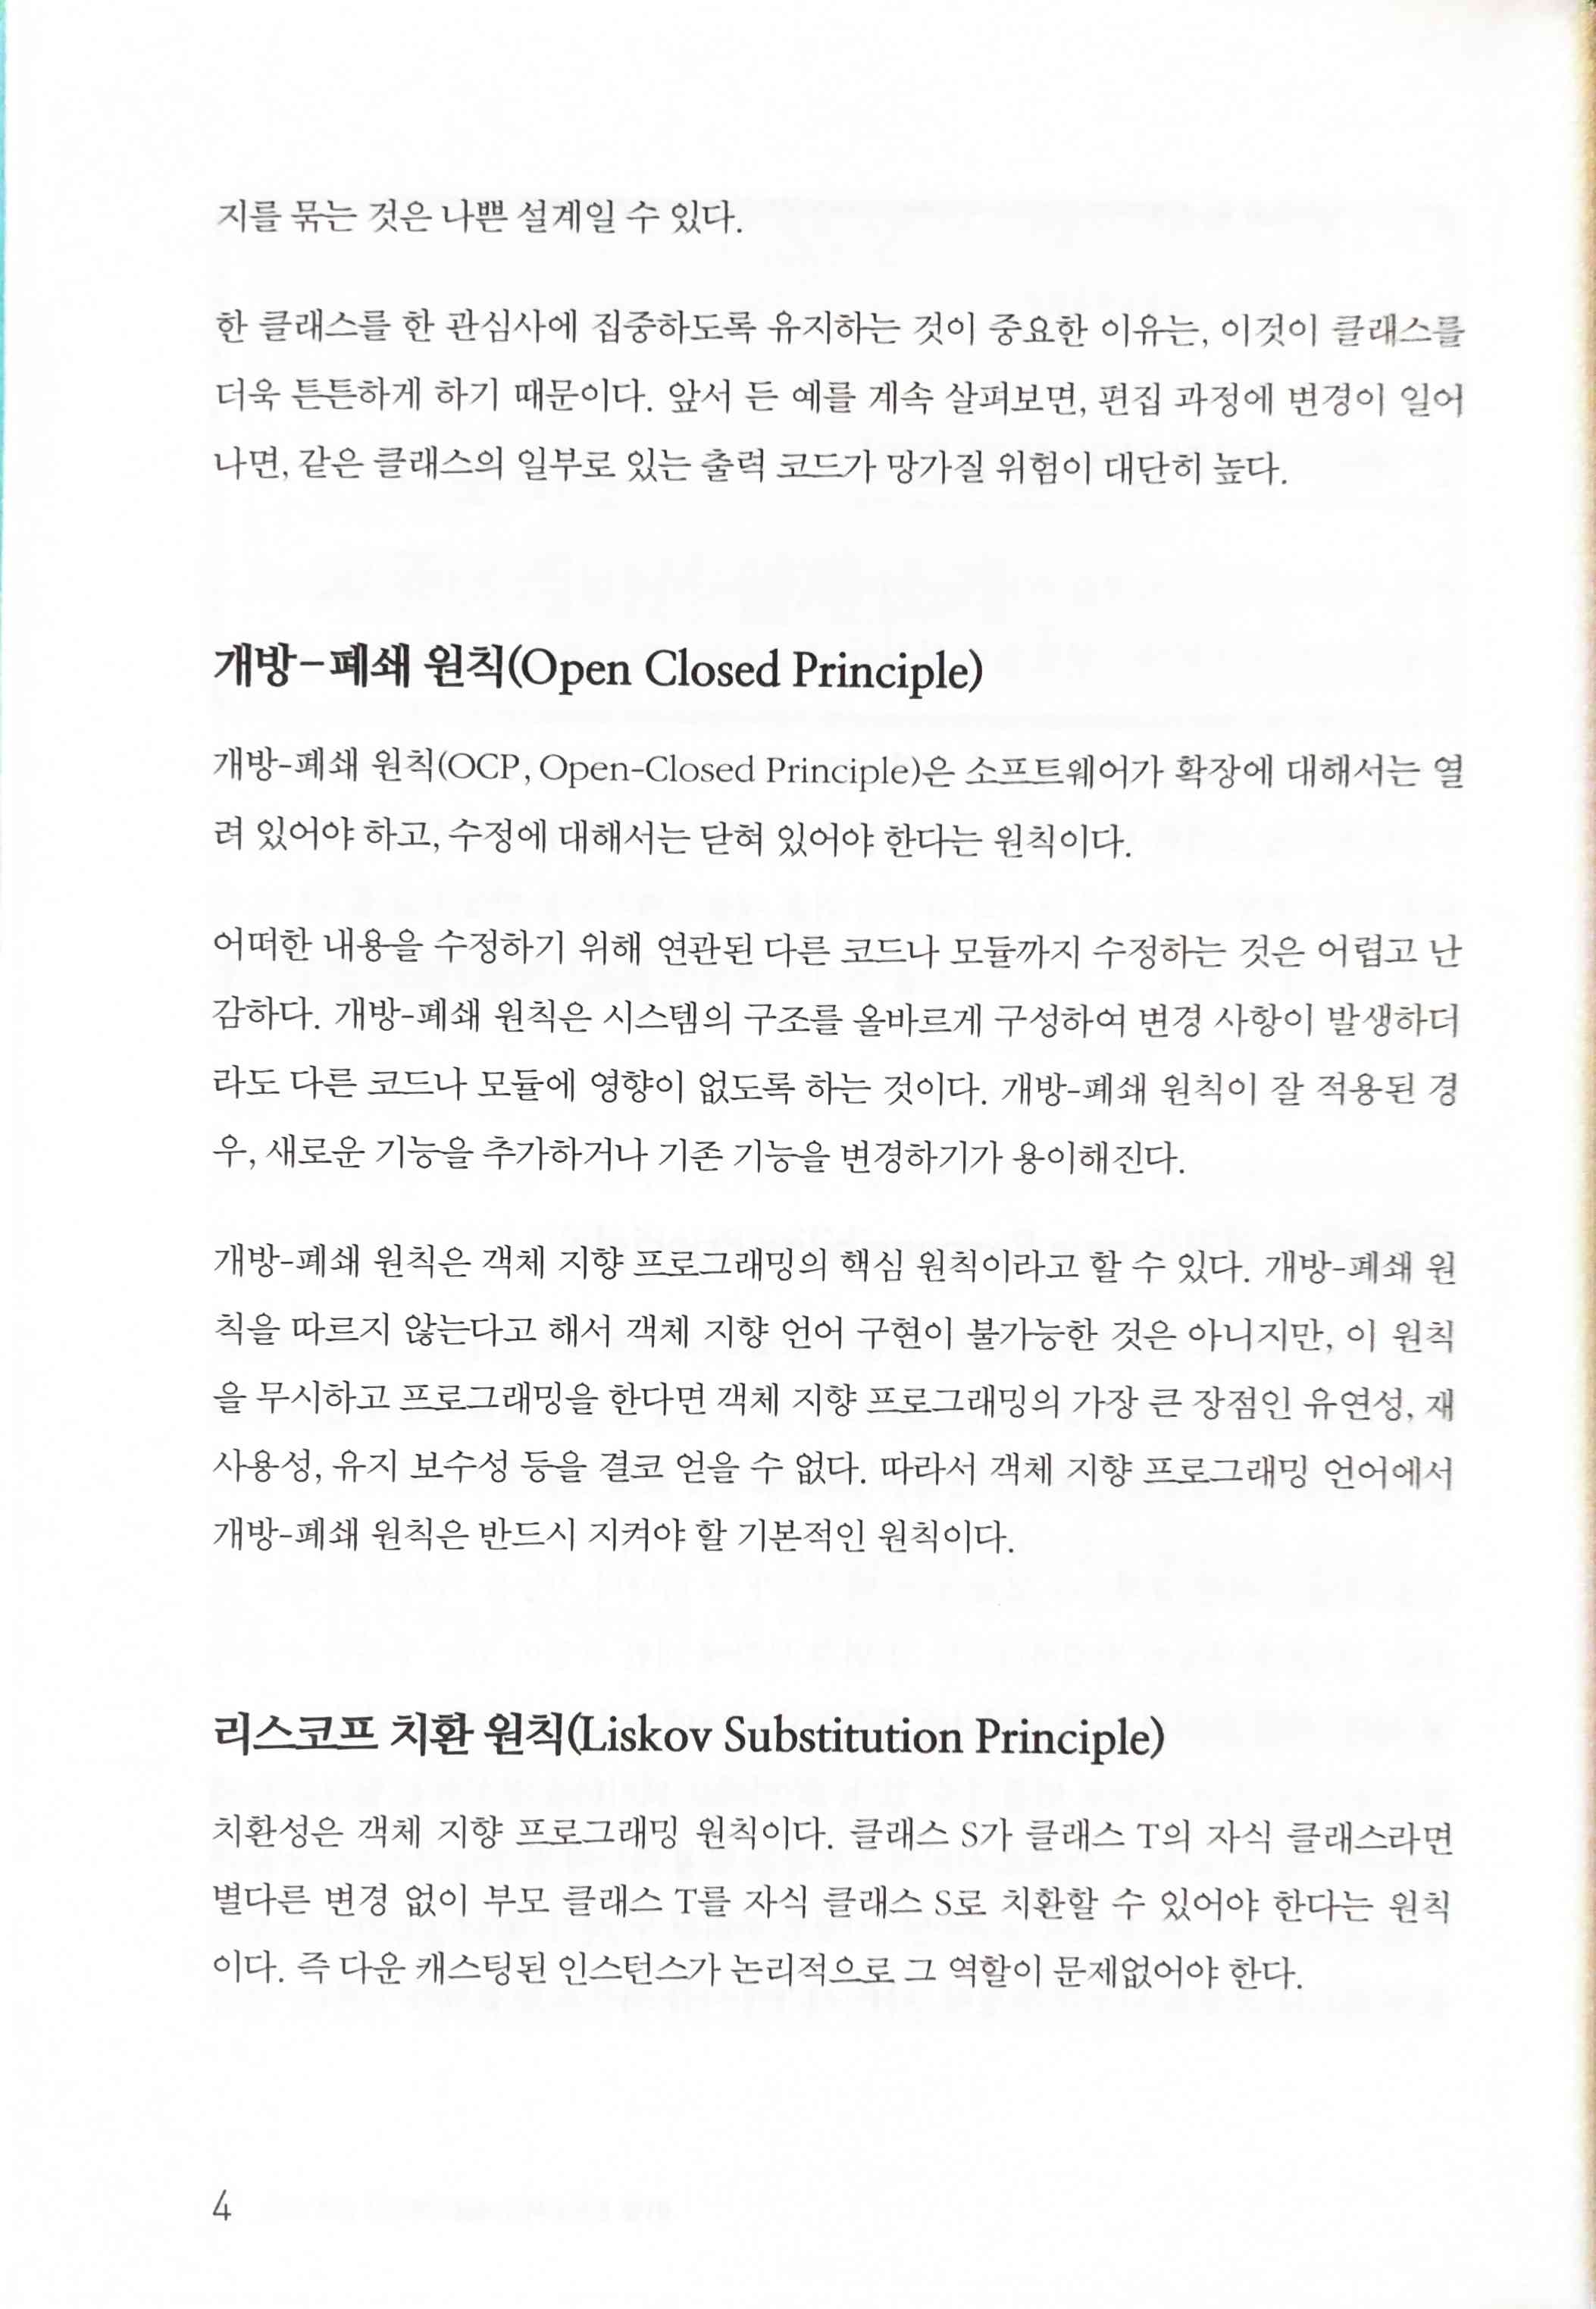 지를 묶는 것은 나쁜 설계일 수 있다.
한 클래스를 한 관심사에 집중하도록 유지하는 것이 중요한 이유는, 이것이 클래스를
더욱 튼튼하게 하기 때문이다. 앞서 든 예를 계속 살펴보면, 편집 과정에 변경이 일어
나면, 같은 클래스의 일부로 있는 출력 코드가 망가질 위험이 대단히 높다.
개방-폐쇄 원칙(Open Closed Principle)
개방-폐쇄 원칙(OCP, Open-Closed Principle)은 소프트웨어가 확장에 대해서는 열
려 있어야 하고, 수정에 대해서는 닫혀 있어야 한다는 원칙이다.
어떠한 내용을 수정하기 위해 연관된 다른 코드나 모듈까지 수정하는 것은 어렵고 난
감하다. 개방-폐쇄 원칙은 시스템의 구조를 올바르게 구성하여 변경 사항이 발생하더
라도 다른 코드나 모듈에 영향이 없도록 하는 것이다. 개방-폐쇄 원칙이 잘 적용된 경
우, 새로운 기능을 추가하거나 기존 기능을 변경하기가 용이해진다.
개방-폐쇄 원칙은 객체 지향 프로그래밍의 핵심 원칙이라고 할 수 있다. 개방-폐쇄 원
칙을 따르지 않는다고 해서 객체 지향 언어 구현이 불가능한 것은 아니지만, 이 원칙
을 무시하고 프로그래밍을 한다면 객체 지향 프로그래밍의 가장 큰 장점인 유연성, 재
사용성, 유지 보수성 등을 결코 얻을 수 없다. 따라서 객체 지향 프로그래밍 언어에서
개방-폐쇄 원칙은 반드시 지켜야 할 기본적인 원칙이다.
리스코프 치환 원칙(Liskov Substitution Principle)
치환성은 객체 지향 프로그래밍 원칙이다. 클래스 S가 클래스 T의 자식 클래스라면
별다른 변경 없이 부모 클래스 T를 자식 클래스 S로 치환할 수 있어야 한다는 원칙
이다. 즉 다운 캐스팅된 인스턴스가 논리적으로 그 역할이 문제없어야 한다.
4